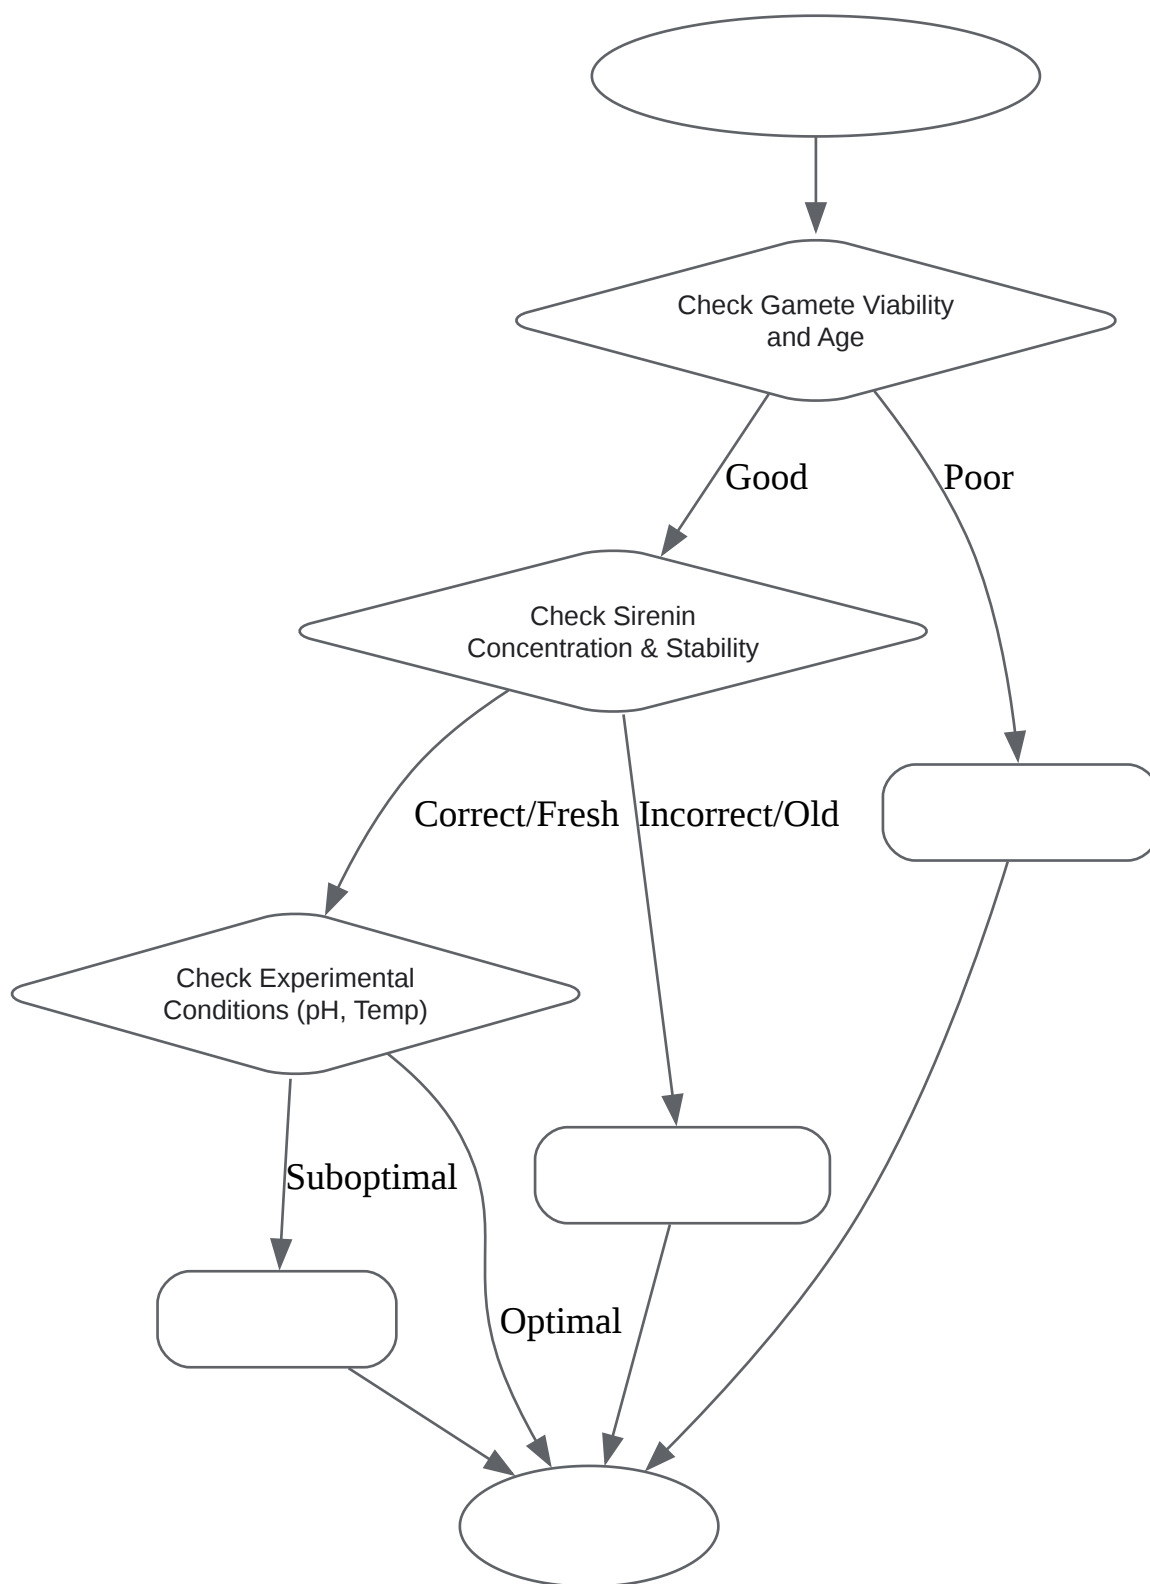 Check Gamete Viability
and Age
Good
Poor
Check Sirenin
Concentration & Stability
Correct/Fresh
Incorrect/Old
Check Experimental
Conditions (pH, Temp)
Suboptimal
Optimal